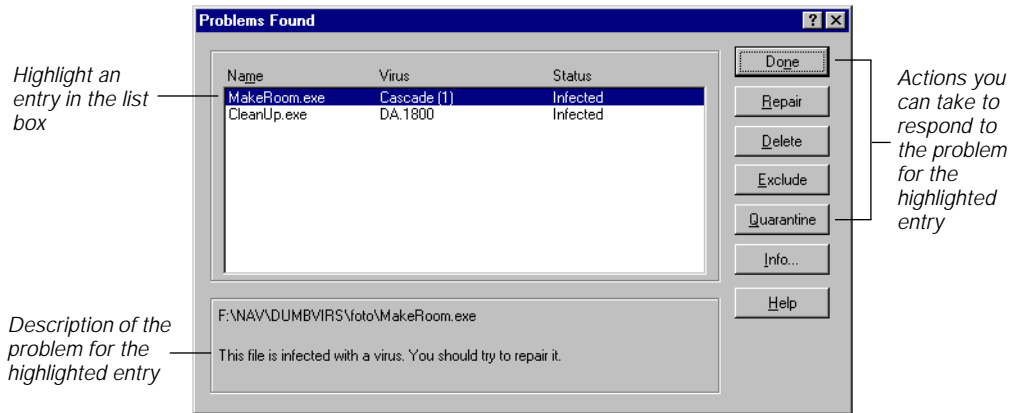 Problems Found
Highlight an
entry in the list
box
Name Virus Status
MakeRoom.exe Cascade (1) Infected
CleanUp.exe DA.1800 Infected
Done
Repair
Delete
Exclude
Quarantine
Info...
Help
Actions you
can take to
respond to
the problem
for the
highlighted
entry
Description of the
problem for the
highlighted entry
F:\NAV\DUMBVIRS\foto\MakeRoom.exe
This file is infected with a virus. You should try to repair it.